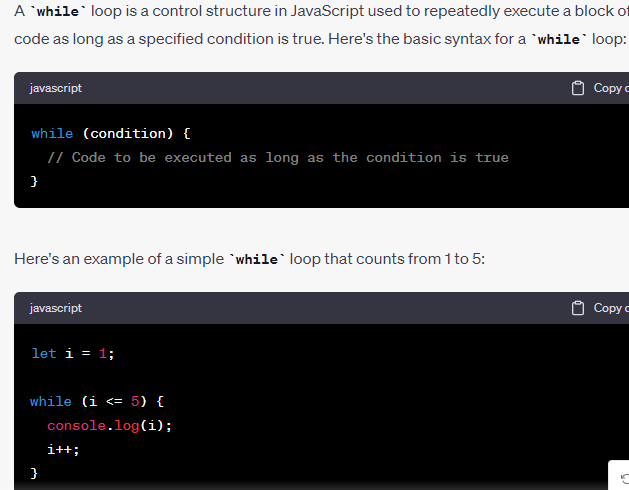 A `while` loop is a control structure in JavaScript used to repeatedly execute a block of
code as long as a specified condition is true. Here's the basic syntax for a `while` loop:
javascript Copy c
while (condition) {
// Code to be executed as long as the condition is true
}
Here's an example of a simple `while` loop that counts from 1 to 5:
javascript Copy c
let i = 1;
while (i <= 5) {
console.log(i);
i++;
}